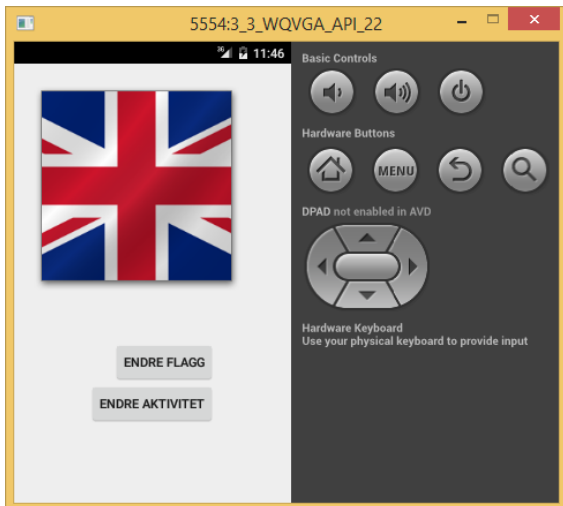 5554:3_3_WQVGA_API_22
3G 11:46
ENDRE FLAGG
ENDRE AKTIVITET
Basic Controls
Hardware Buttons
MENU
DPAD not enabled in AVD
Hardware Keyboard
Use your physical keyboard to provide input